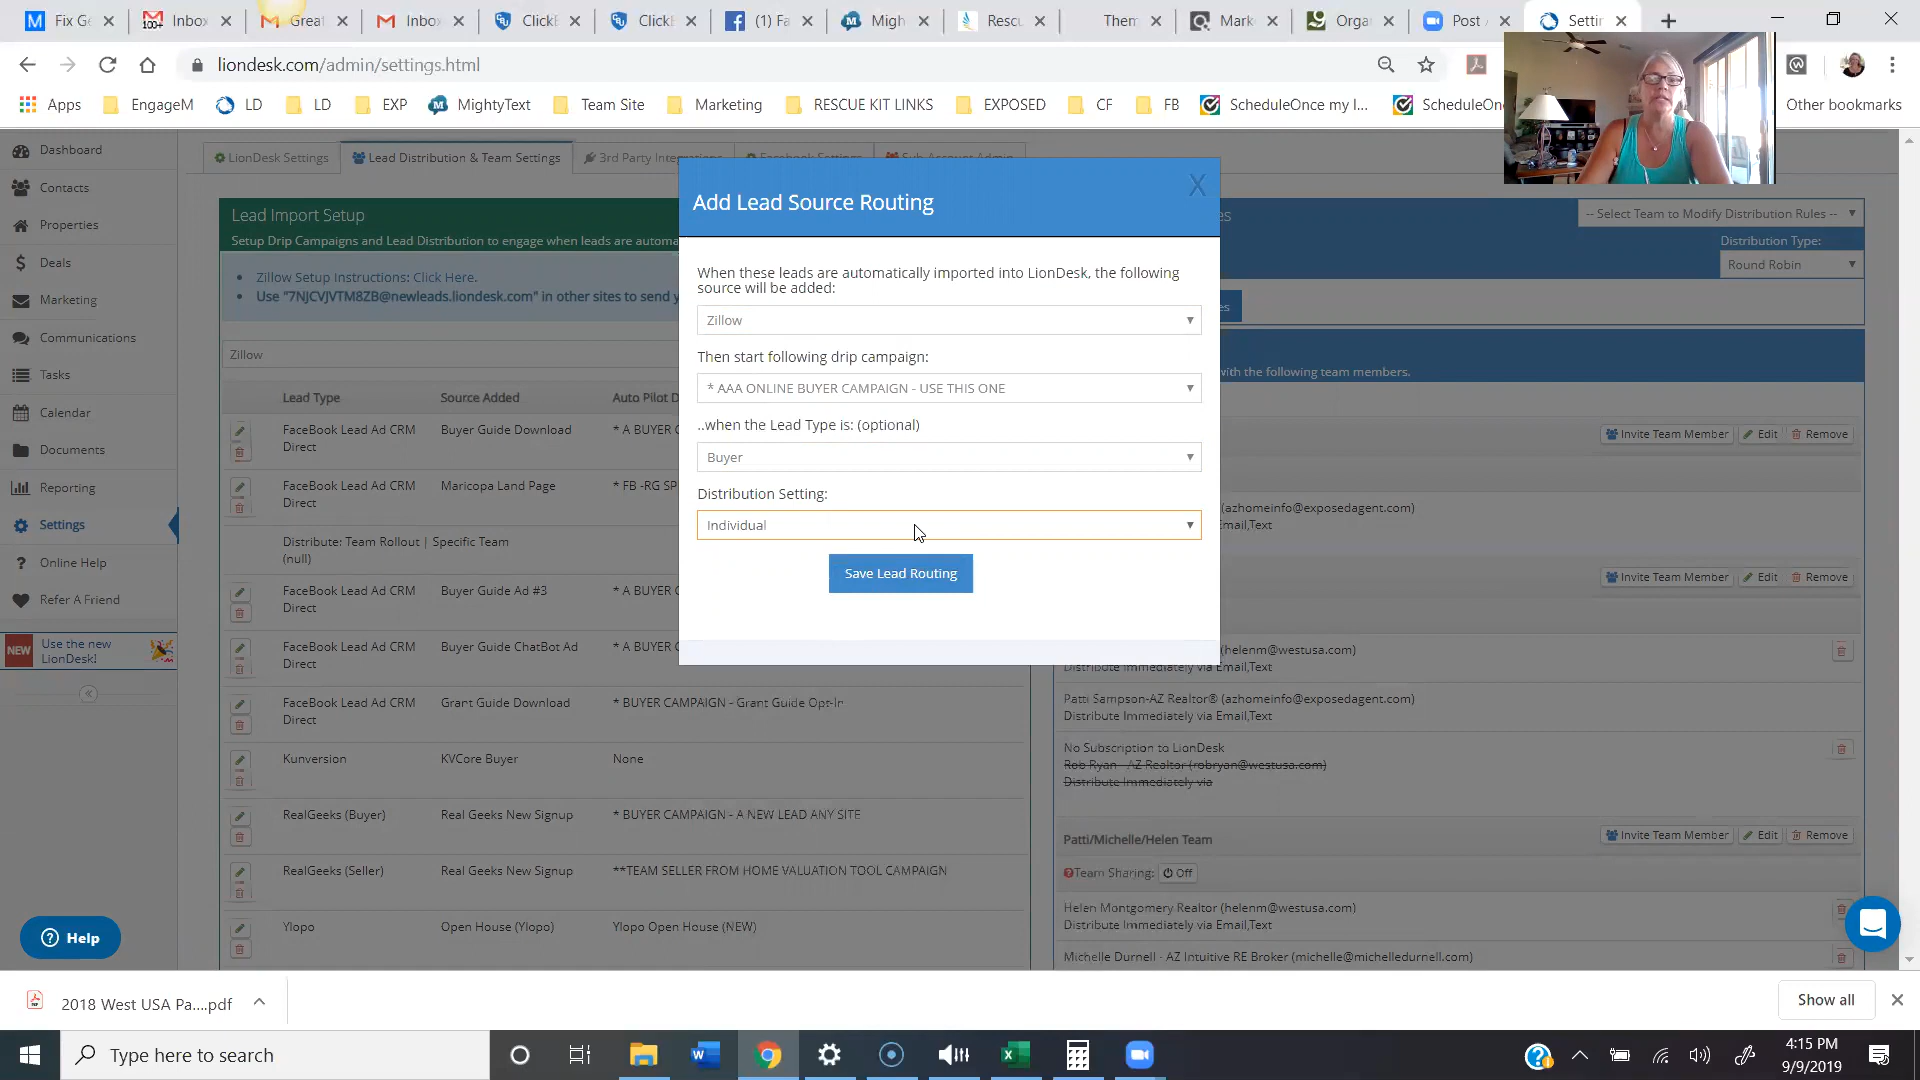 Fix Ge
Inbox
Great
Inbox
ClickB
ClickB
(1) Fa
Migh
Rescu
Them
Mark
Orga
Post
Settin
liondesk.com/admin/settings.html
Apps
EngageM
LD
LD
EXP
MightyText
Team Site
Marketing
RESCUE KIT LINKS
EXPOSED
CF
FB
ScheduleOnce my l...
ScheduleOnc
Other bookmarks
Dashboard
Contacts
Properties
Deals
Marketing
Communications
Tasks
Calendar
Documents
Reporting
Settings
Online Help
Refer A Friend
NEW
Use the new
LionDesk!
Help
LionDesk Settings
Lead Distribution & Team Settings
Lead Import Setup
Setup Drip Campaigns and Lead Distribution to engage when leads are automa
Zillow Setup Instructions: Click Here.
Use "7NJCVJVTM8ZB@newleads.liondesk.com" in other sites to send y
Zillow
Lead Type
Source Added
Auto Pilot D
FaceBook Lead Ad CRM
Direct
Buyer Guide Download
* A BUYER C
FaceBook Lead Ad CRM
Direct
Maricopa Land Page
* FB -RG SP
Distribute: Team Rollout | Specific Team
(null)
FaceBook Lead Ad CRM
Direct
Buyer Guide Ad #3
* A BUYER C
FaceBook Lead Ad CRM
Direct
Buyer Guide ChatBot Ad
* A BUYER C
FaceBook Lead Ad CRM
Direct
Grant Guide Download
* BUYER CAMPAIGN - Grant Guide Opt-In
Kunversion
KVCore Buyer
None
RealGeeks (Buyer)
Real Geeks New Signup
* BUYER CAMPAIGN - A NEW LEAD ANY SITE
RealGeeks (Seller)
Real Geeks New Signup
**TEAM SELLER FROM HOME VALUATION TOOL CAMPAIGN
Ylopo
Open House (Ylopo)
Ylopo Open House (NEW)
Add Lead Source Routing
X
When these leads are automatically imported into LionDesk, the following
source will be added:
Zillow
Then start following drip campaign:
* AAA ONLINE BUYER CAMPAIGN - USE THIS ONE
..when the Lead Type is: (optional)
Buyer
Distribution Setting:
Individual
Save Lead Routing
-- Select Team to Modify Distribution Rules --
Distribution Type:
Round Robin
with the following team members.
Invite Team Member
Edit
Remove
(azhomeinfo@exposedagent.com)
Email,Text
Invite Team Member
Edit
Remove
(helenm@westusa.com)
Distribute Immediately via Email,Text
Patti Sampson-AZ Realtor® (azhomeinfo@exposedagent.com)
Distribute Immediately via Email,Text
No Subscription to LionDesk
Rob Ryan - AZ Realtor (robryan@westusa.com)
Distribute Immediately via
Patti/Michelle/Helen Team
Invite Team Member
Edit
Remove
Team Sharing:
Off
Helen Montgomery Realtor (helenm@westusa.com)
Distribute Immediately via Email,Text
Michelle Durnell - AZ Intuitive RE Broker (michelle@michelledurnell.com)
2018 West USA Pa....pdf
Show all
Type here to search
4:15 PM
9/9/2019